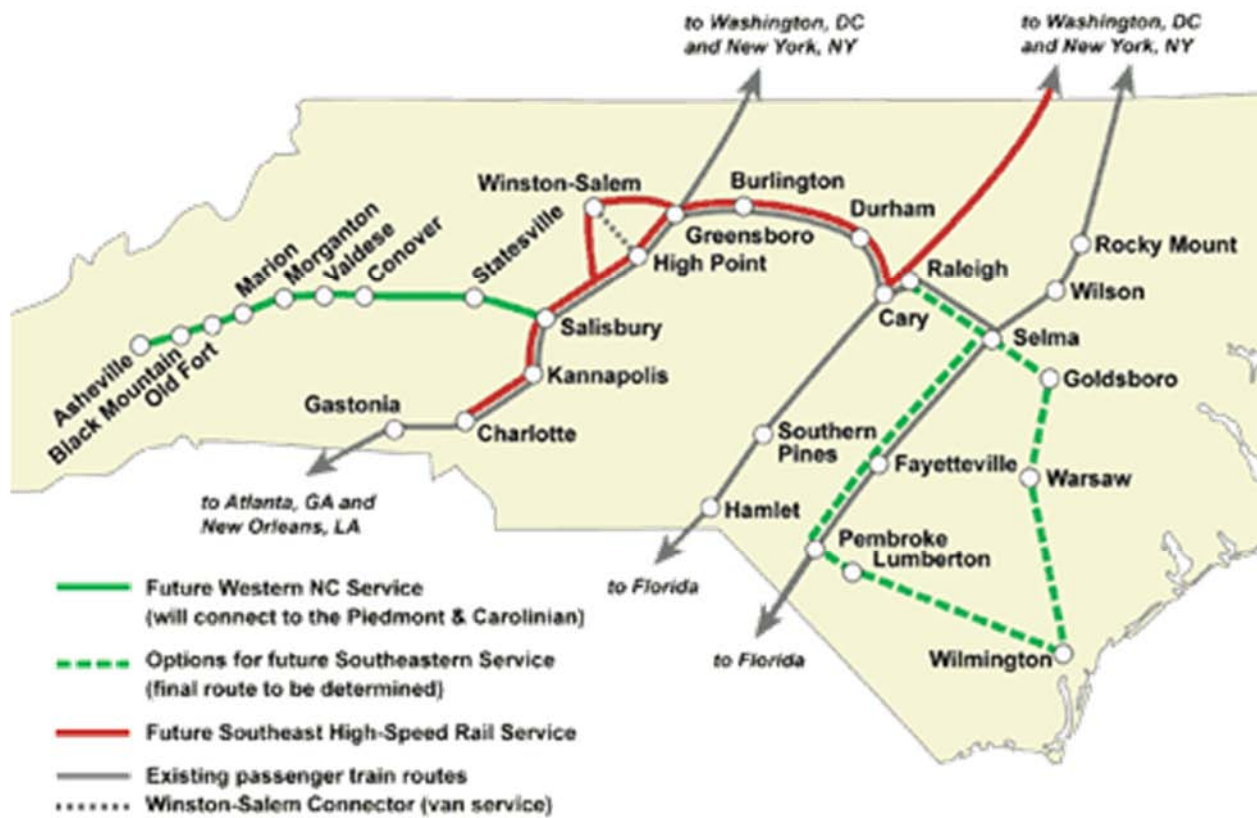 to Washington, DC
and New York, NY
to Washington, DC
and New York, NY
Winston-Salem
Burlington
Durham
Greensboro
High Point
Raleigh
Cary
Rocky Mount
Wilson
Selma
Goldsboro
Statesville
Conover
Valdese
Morganton
Marion
Old Fort
Black Mountain
Asheville
Salisbury
Kannapolis
Gastonia
Charlotte
Southern
Pines
Fayetteville
Warsaw
Hamlet
Pembroke
Lumberton
Wilmington
to Atlanta, GA and
New Orleans, LA
to Florida
to Florida
Future Western NC Service
(will connect to the Piedmont & Carolinian)
Options for future Southeastern Service
(final route to be determined)
Future Southeast High-Speed Rail Service
Existing passenger train routes
Winston-Salem Connector (van service)